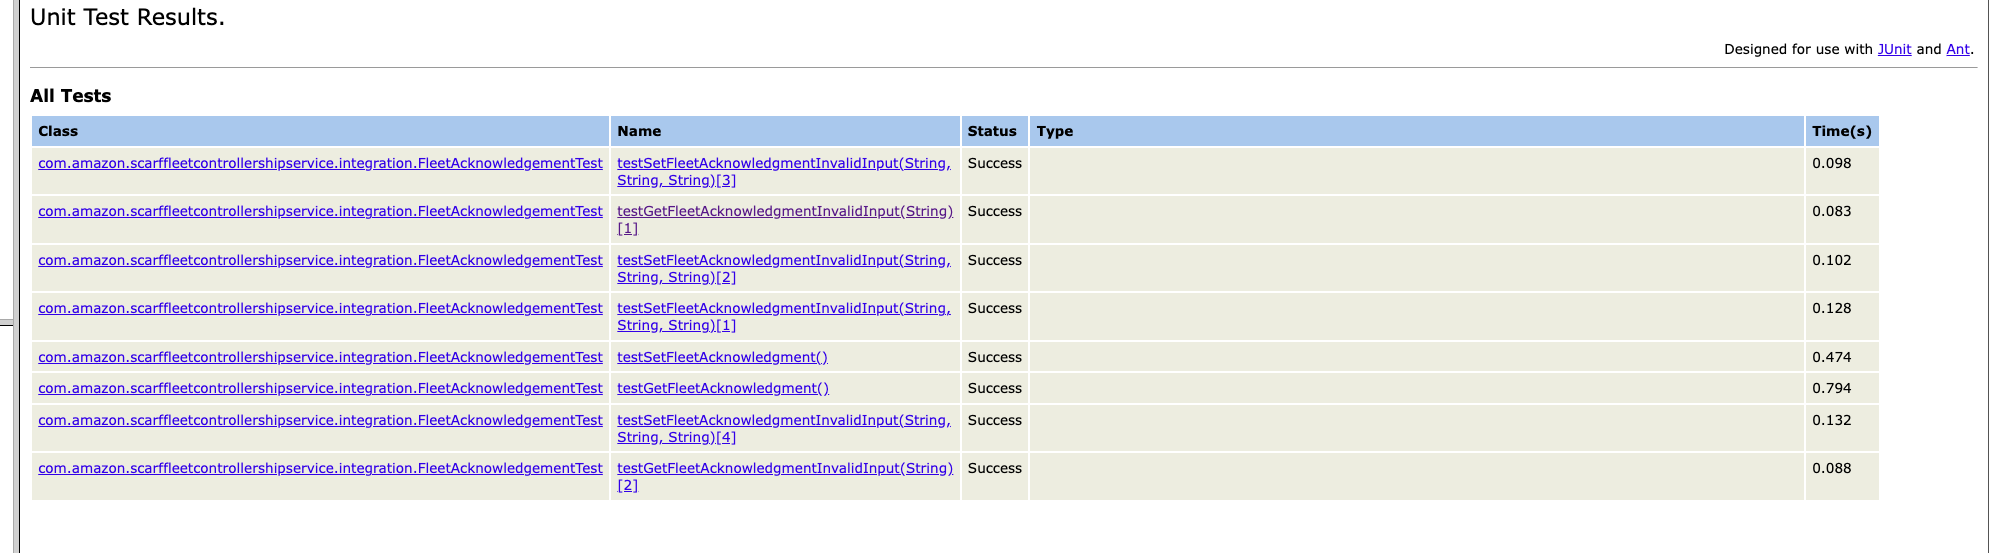 Unit Test Results.
Designed for use with JUnit and Ant.
All Tests
Class Name Status Type Time(s)
com.amazon.scarffleetcontrollershipservice.integration.FleetAcknowledgementTest testSetFleetAcknowledgmentInvalidInput(String, Success 0.098
String, String)[3]
com.amazon.scarffleetcontrollershipservice.integration.FleetAcknowledgementTest testGetFleetAcknowledgmentInvalidInput(String) Success 0.083
[1]
com.amazon.scarffleetcontrollershipservice.integration.FleetAcknowledgementTest testSetFleetAcknowledgmentInvalidInput(String, Success 0.102
String, String)[2]
com.amazon.scarffleetcontrollershipservice.integration.FleetAcknowledgementTest testSetFleetAcknowledgmentInvalidInput(String, Success 0.128
String, String)[1]
com.amazon.scarffleetcontrollershipservice.integration.FleetAcknowledgementTest testSetFleetAcknowledgment() Success 0.474
com.amazon.scarffleetcontrollershipservice.integration.FleetAcknowledgementTest testGetFleetAcknowledgment() Success 0.794
com.amazon.scarffleetcontrollershipservice.integration.FleetAcknowledgementTest testSetFleetAcknowledgmentInvalidInput(String, Success 0.132
String, String)[4]
com.amazon.scarffleetcontrollershipservice.integration.FleetAcknowledgementTest testGetFleetAcknowledgmentInvalidInput(String) Success 0.088
[2]